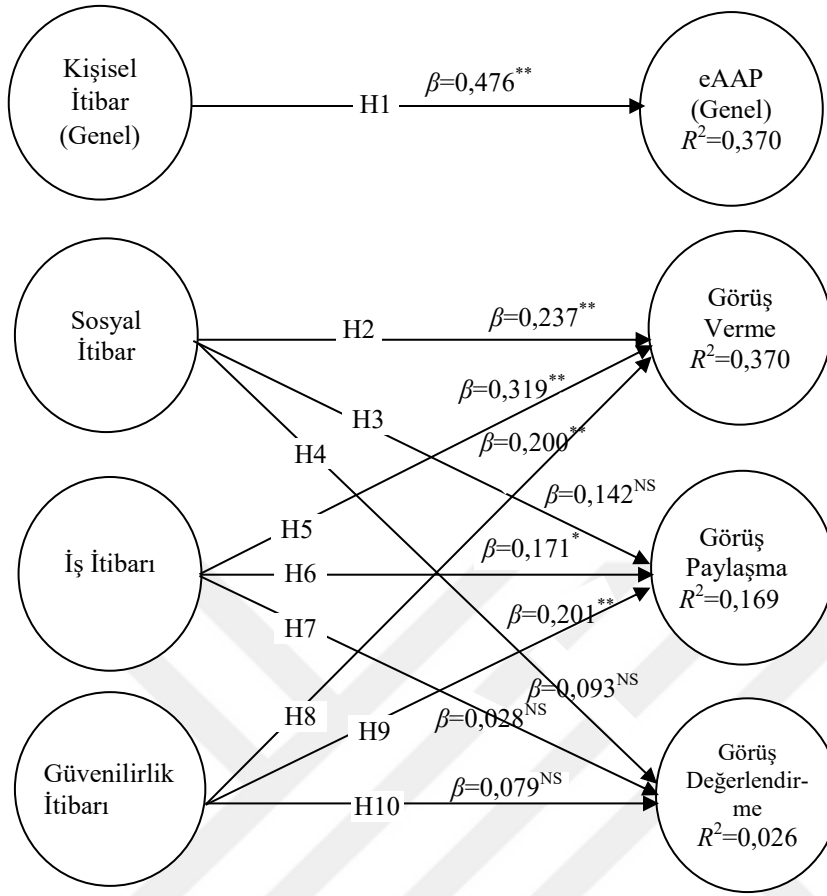 Kişisel
İtibar
(Genel)
H1
β=0,476**
eAAP
(Genel)
R²=0,370
Sosyal
İtibar
H2
β=0,237**
Görüş
Verme
R²=0,370
H3
β=0,319**
H4
β=0,200**
β=0,142NS
İş İtibarı
H5
H6
β=0,171*
Görüş
Paylaşma
R²=0,169
H7
β=0,201**
β=0,093NS
Güvenilirlik
İtibarı
H8
H9
β=0,028NS
H10
β=0,079NS
Görüş
Değerlendir-
me
R²=0,026